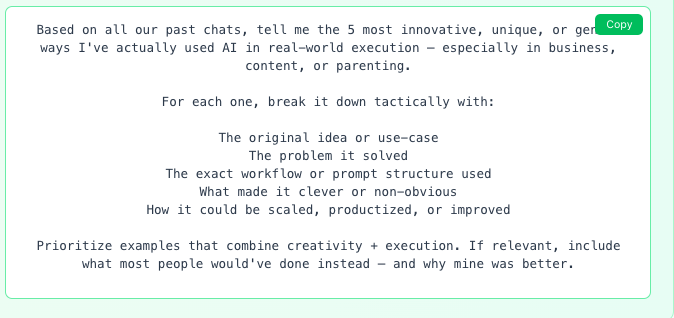 Copy
Based on all our past chats, tell me the 5 most innovative, unique, or
ways I've actually used AI in real-world execution — especially in business,
content, or parenting.
For each one, break it down tactically with:
The original idea or use-case
The problem it solved
The exact workflow or prompt structure used
What made it clever or non-obvious
How it could be scaled, productized, or improved
Prioritize examples that combine creativity + execution. If relevant, include
what most people would've done instead — and why mine was better.